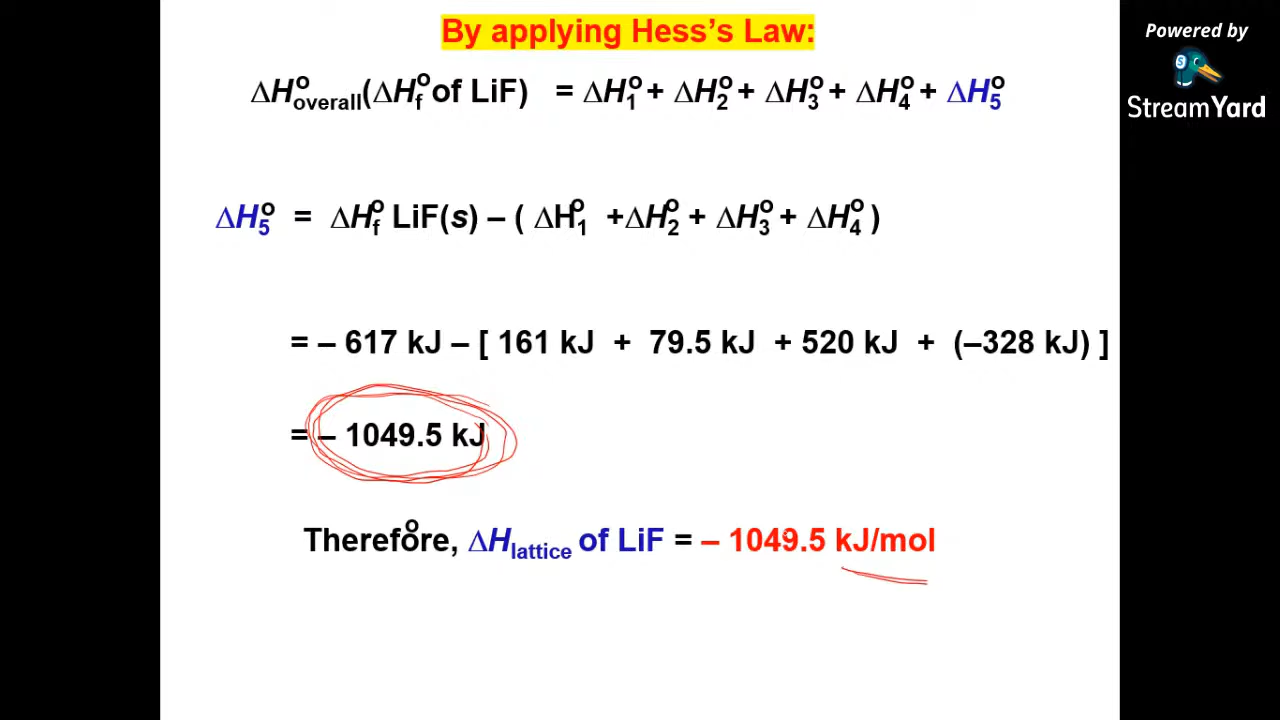 By applying Hess's Law:
Powered by
StreamYard
ΔH°overall(ΔH°f of LiF) = ΔH°1 + ΔH°2 + ΔH°3 + ΔH°4 + ΔH°5
ΔH°5 = ΔH°f LiF(s) – ( ΔH°1 +ΔH°2 + ΔH°3 + ΔH°4 )
= – 617 kJ – [ 161 kJ + 79.5 kJ + 520 kJ + (–328 kJ) ]
= – 1049.5 kJ
Therefore, ΔH°lattice of LiF = – 1049.5 kJ/mol